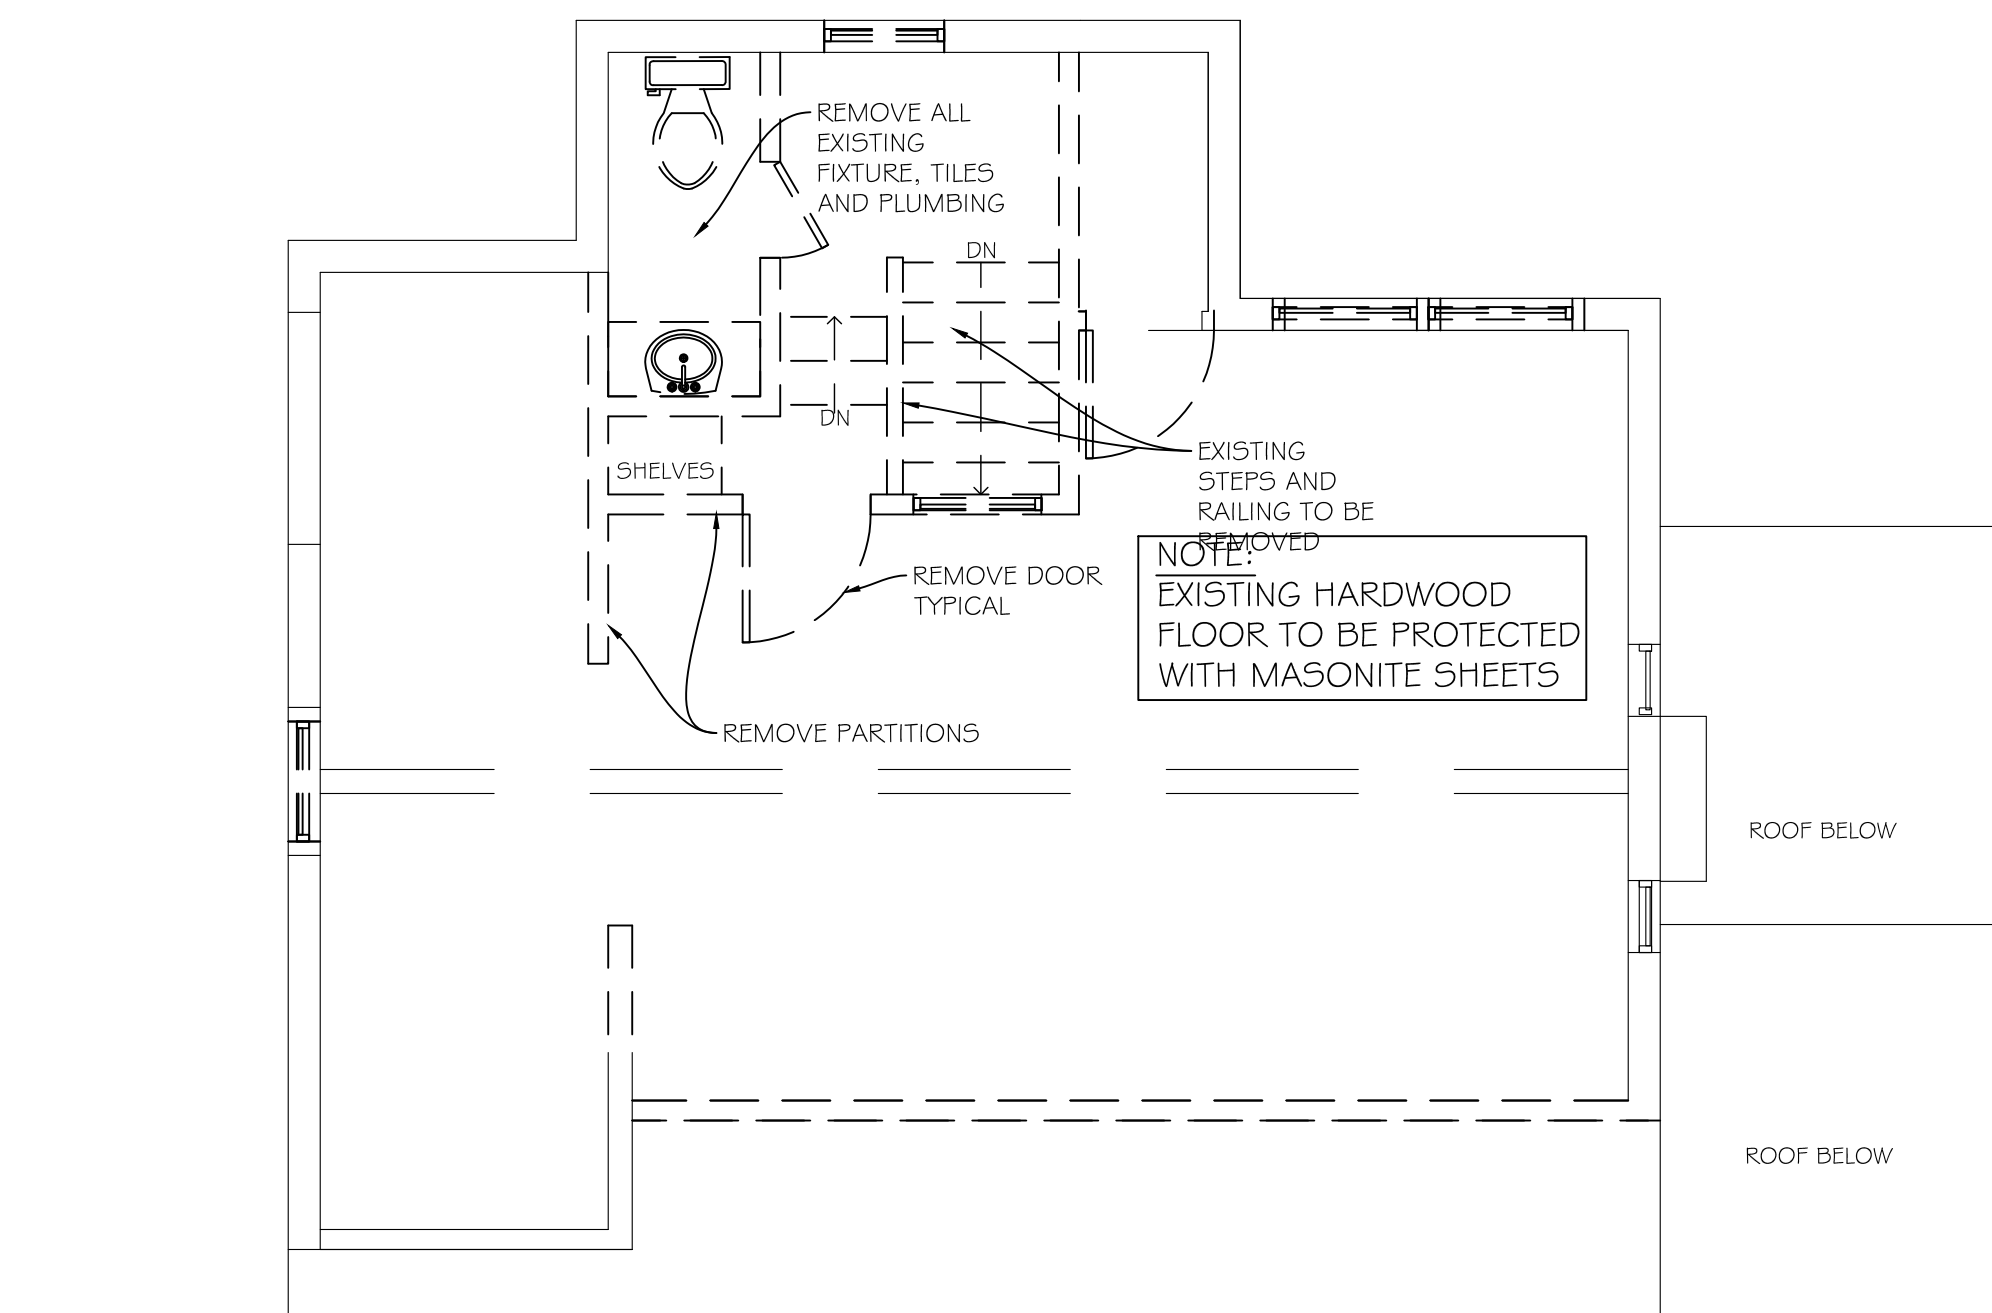 REMOVE ALL
EXISTING
FIXTURE, TILES
AND PLUMBING
DN
DN
SHELVES
EXISTING
STEPS AND
RAILING TO BE
REMOVED
NOTE:
EXISTING HARDWOOD
FLOOR TO BE PROTECTED
WITH MASONITE SHEETS
REMOVE DOOR
TYPICAL
REMOVE PARTITIONS
ROOF BELOW
ROOF BELOW